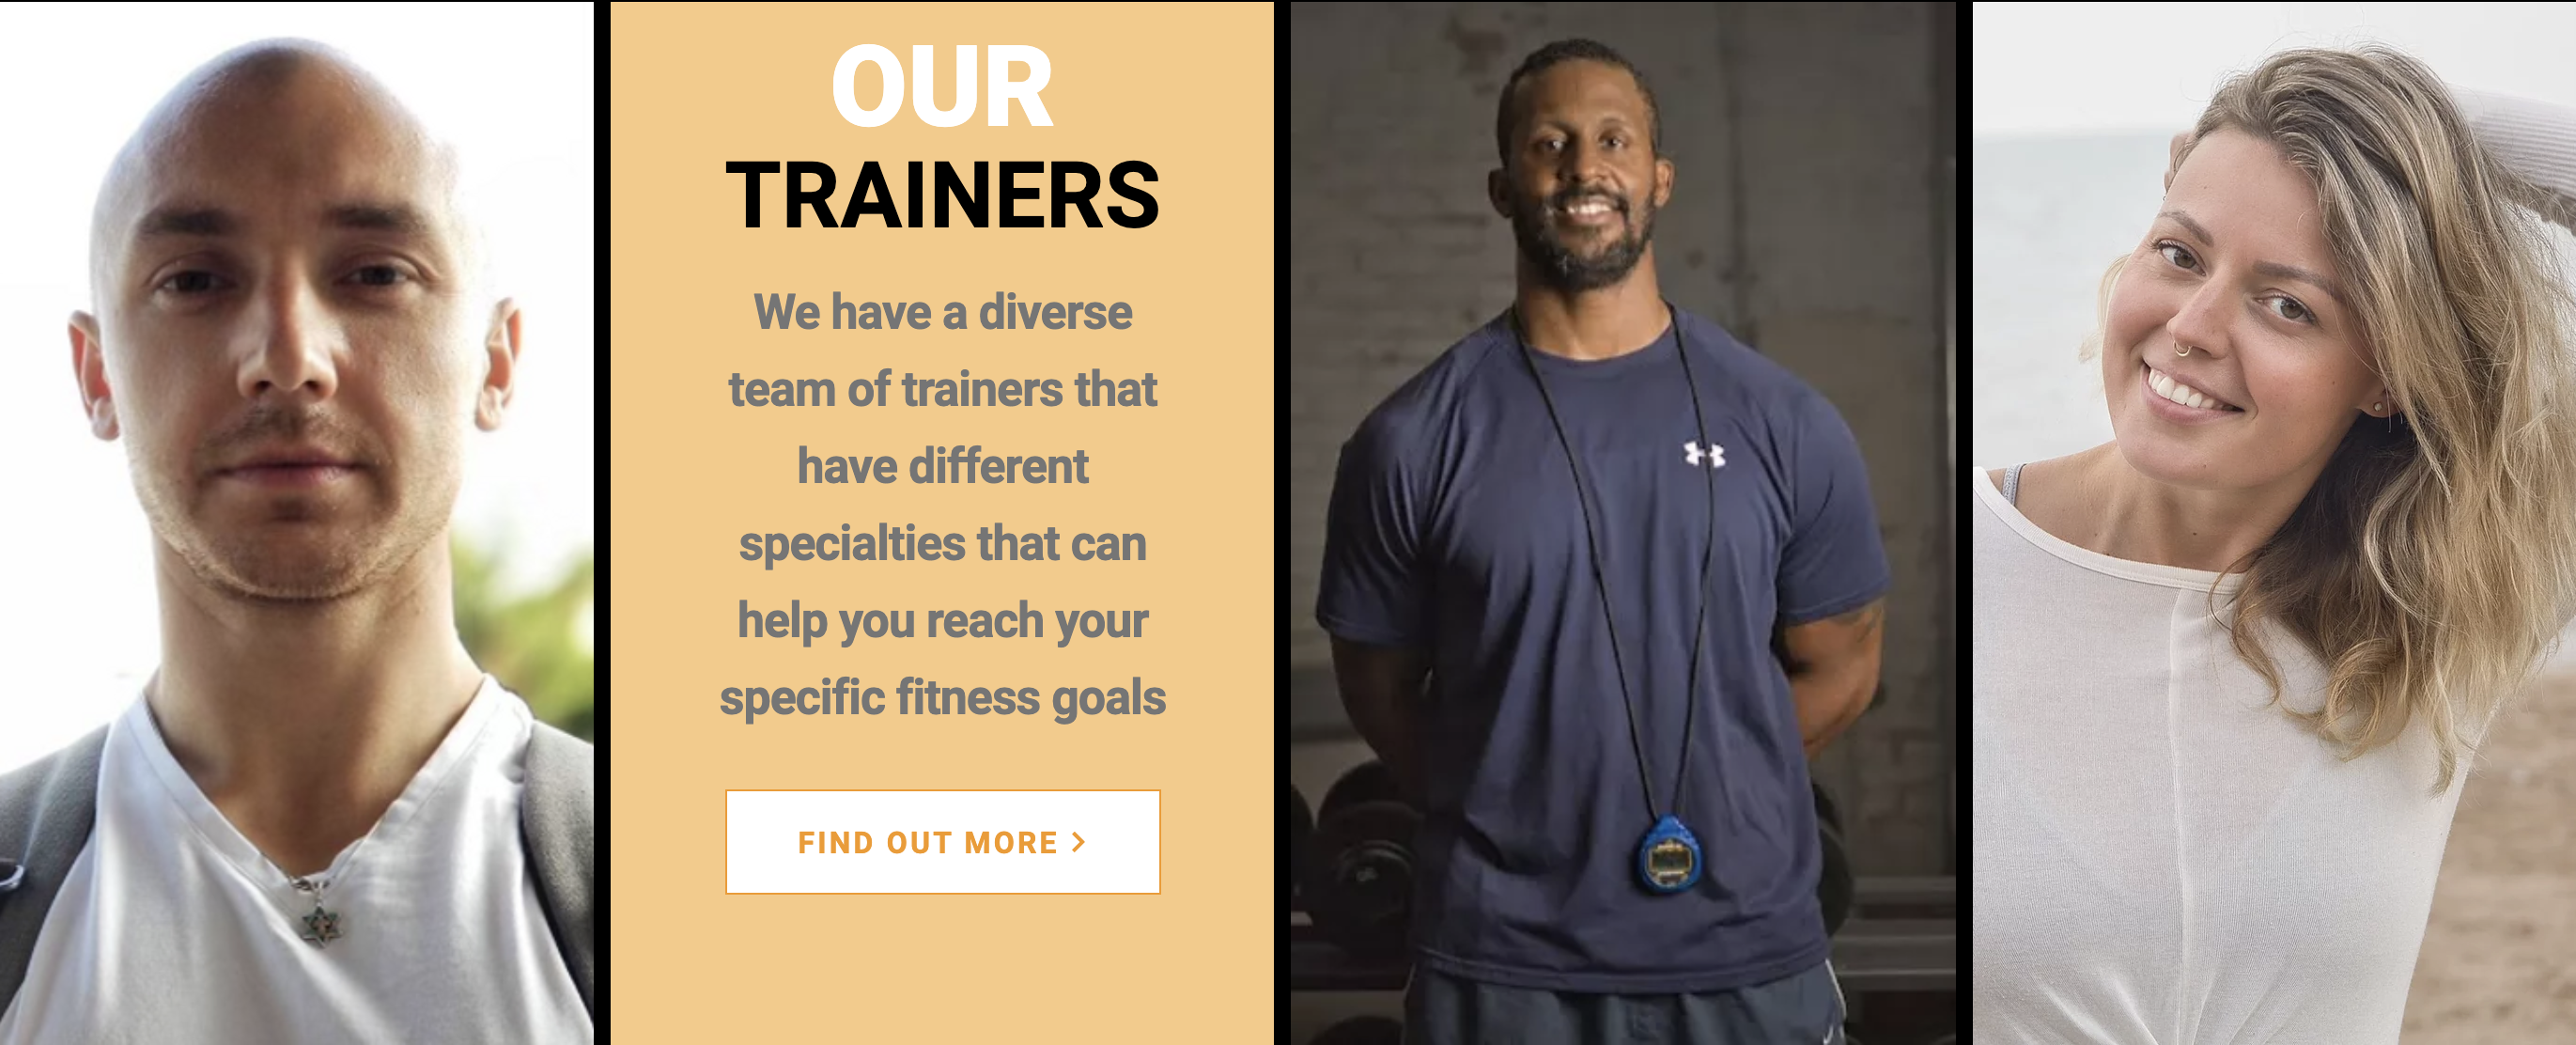 OUR
TRAINERS
We have a diverse
team of trainers that
have different
specialties that can
help you reach your
specific fitness goals
FIND OUT MORE >